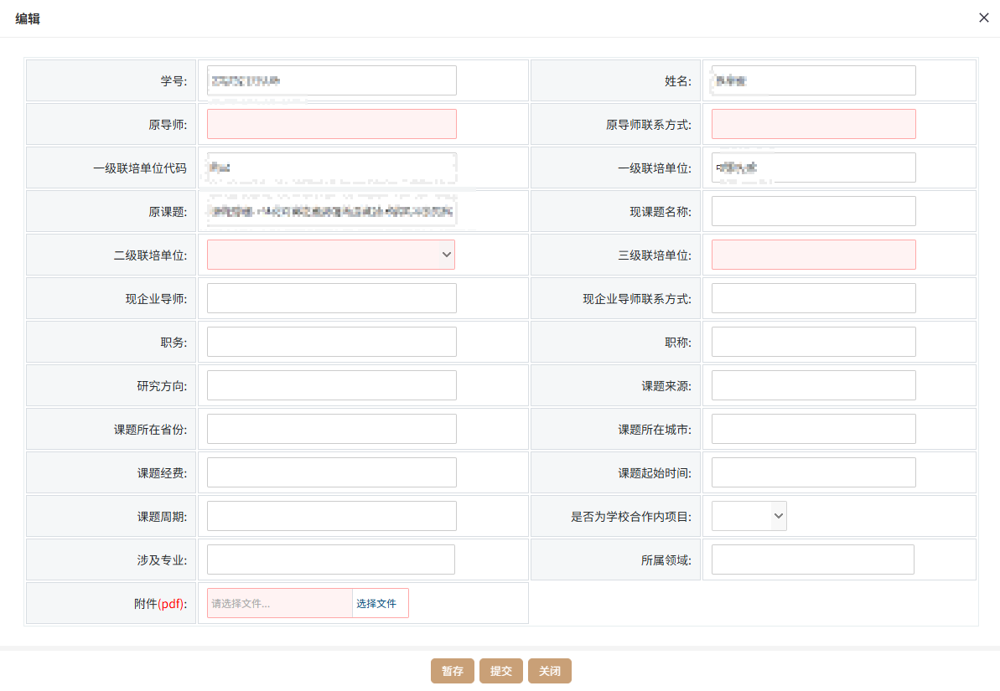 编辑
学号:
姓名:
原导师:
原导师联系方式:
一级联培单位代码
一级联培单位:
原课题:
现课题名称:
二级联培单位:
三级联培单位:
现企业导师:
现企业导师联系方式:
职务:
职称:
研究方向:
课题来源:
课题所在省份:
课题所在城市:
课题经费:
课题起始时间:
课题周期:
是否为学校合作内项目:
涉及专业:
所属领域:
附件(pdf):
请选择文件...
选择文件
暂存
提交
关闭